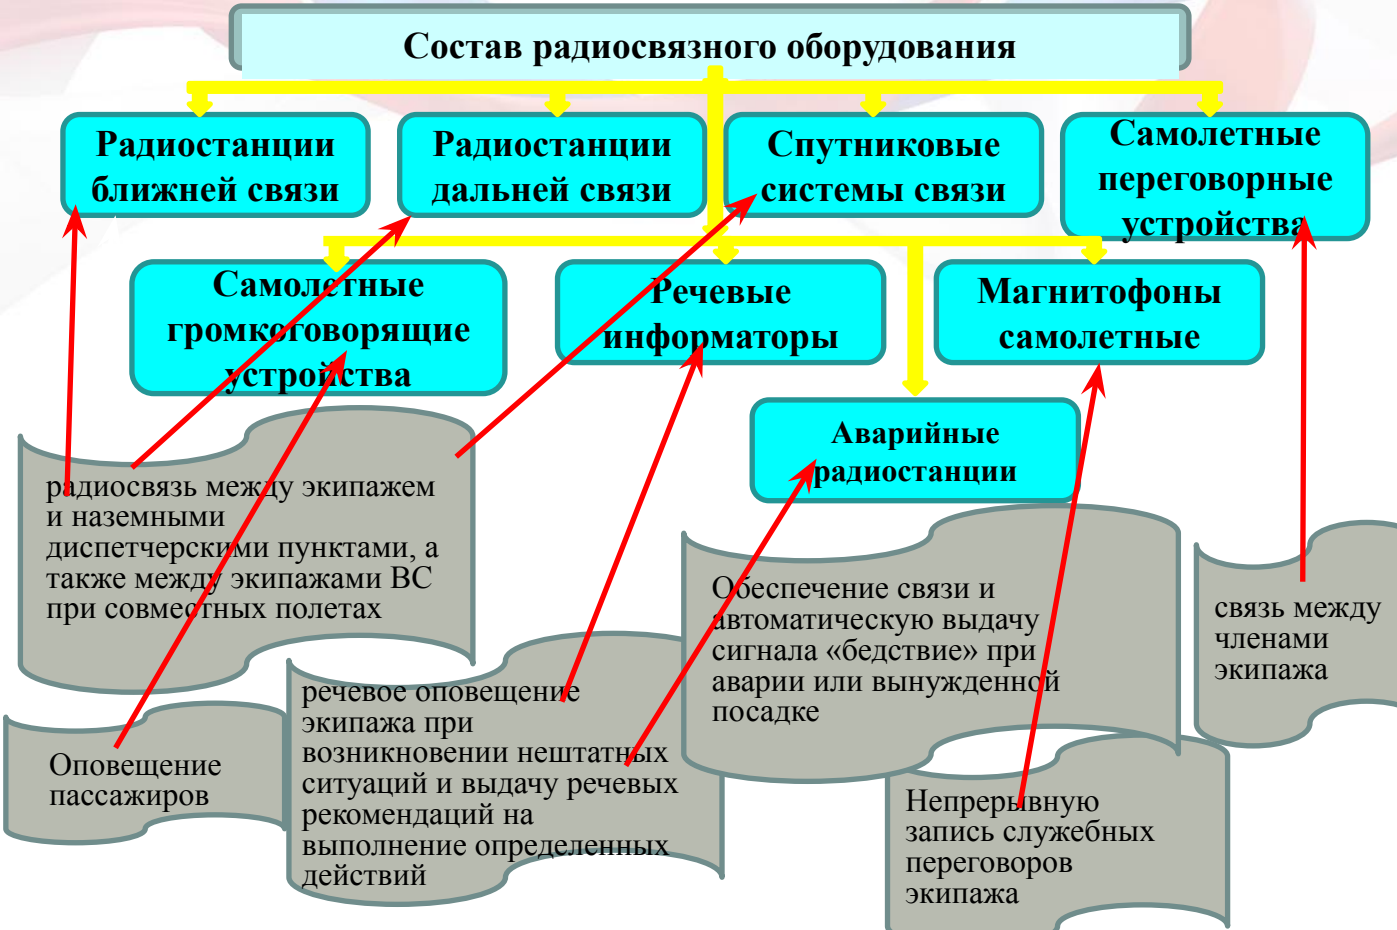 Состав радиосвязного оборудования
Радиостанции
ближней связи
Радиостанции
дальней связи
Спутниковые
системы связи
Самолетные
переговорные
устройства
Самолетные
громкоговорящие
устройства
Речевые
информаторы
Магнитофоны
самолетные
Аварийные
радиостанции
радиосвязь между экипажем
и наземными
диспетчерскими пунктами, а
также между экипажами ВС
при совместных полетах
Обеспечение связи и
автоматическую выдачу
сигнала «бедствие» при
аварии или вынужденной
посадке
связь между
членами
экипажа
речевое оповещение
экипажа при
возникновении нештатных
ситуаций и выдачу речевых
рекомендаций на
выполнение определенных
действий
Оповещение
пассажиров
Непрерывную
запись служебных
переговоров
экипажа